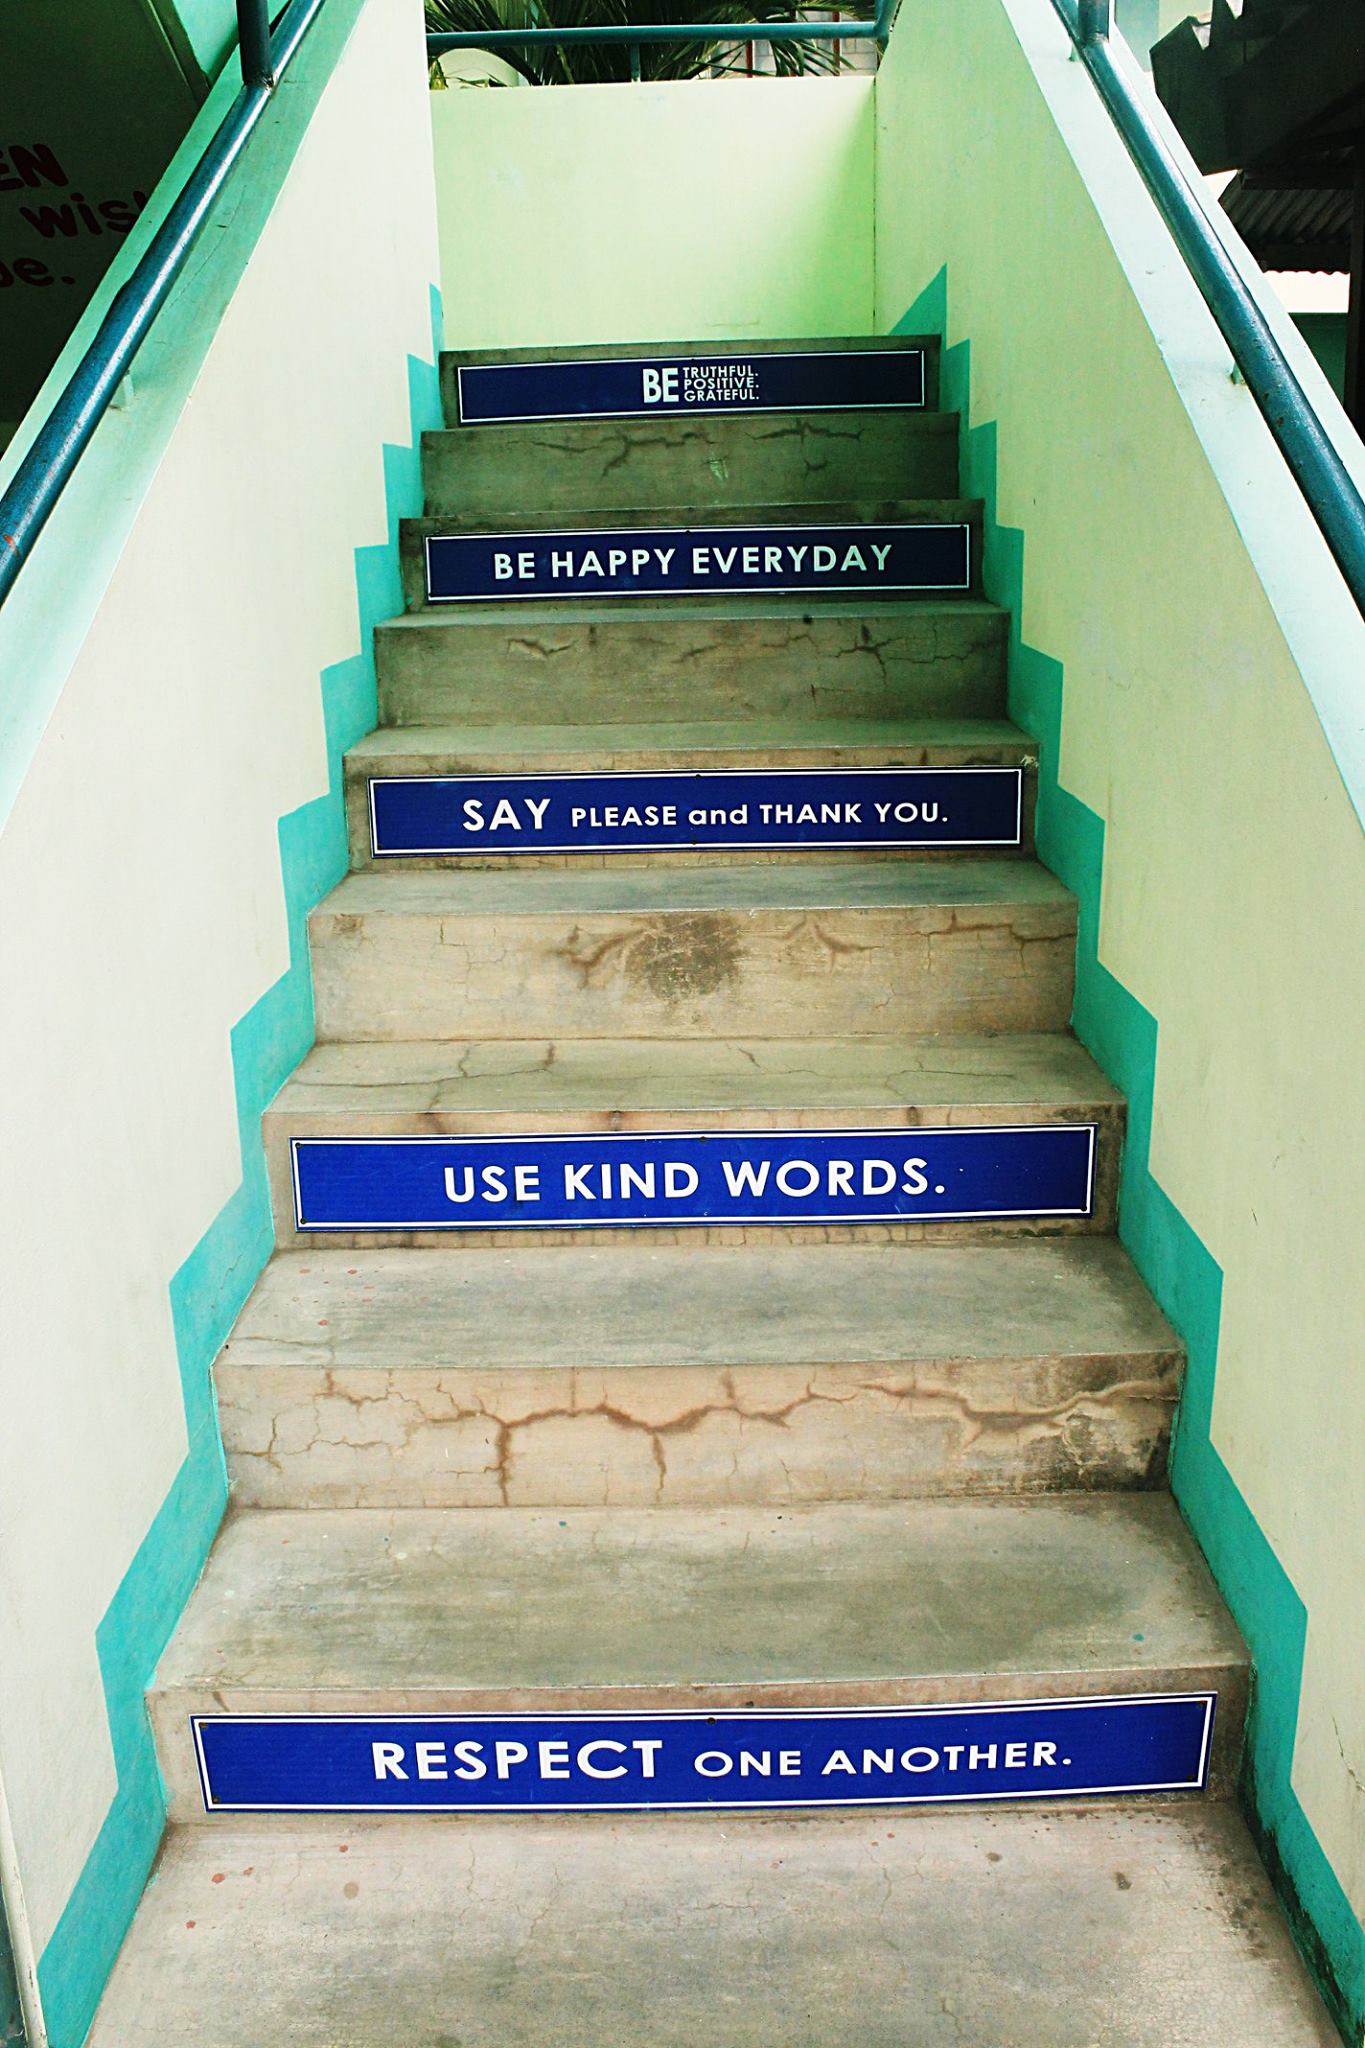 BE TRUTHFUL.
POSITIVE.
GRATEFUL.
BE HAPPY EVERYDAY
SAY PLEASE and THANK YOU.
USE KIND WORDS.
RESPECT ONE ANOTHER.